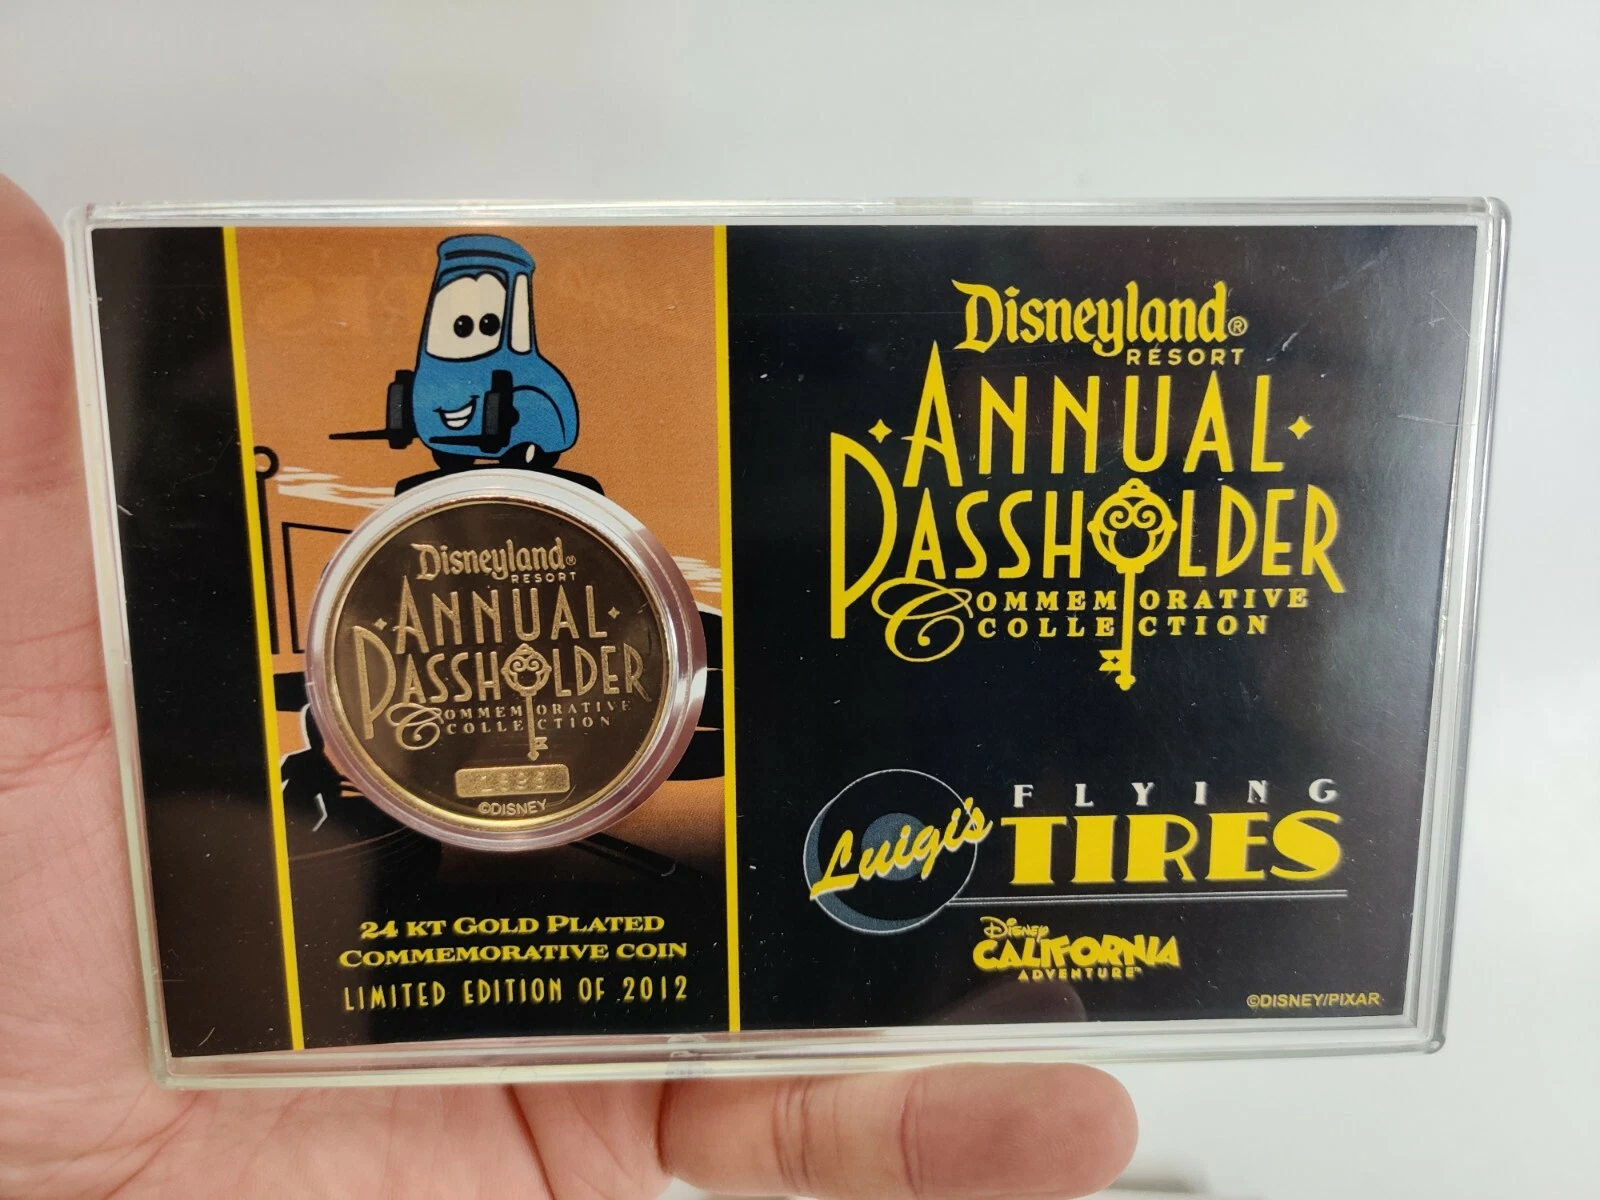 Disneyland®
RESORT
ANNUAL
PASSHOLDER
COMMEMORATIVE
COLLECTION
©DISNEY
24 KT GOLD PLATED
COMMEMORATIVE COIN
LIMITED EDITION OF 2012
Disneyland®
RESORT
ANNUAL
PASSHOLDER
COMMEMORATIVE
COLLECTION
Luigi's FLYING
TIRES
Disney
CALIFORNIA
ADVENTURE™
©DISNEY/PIXAR